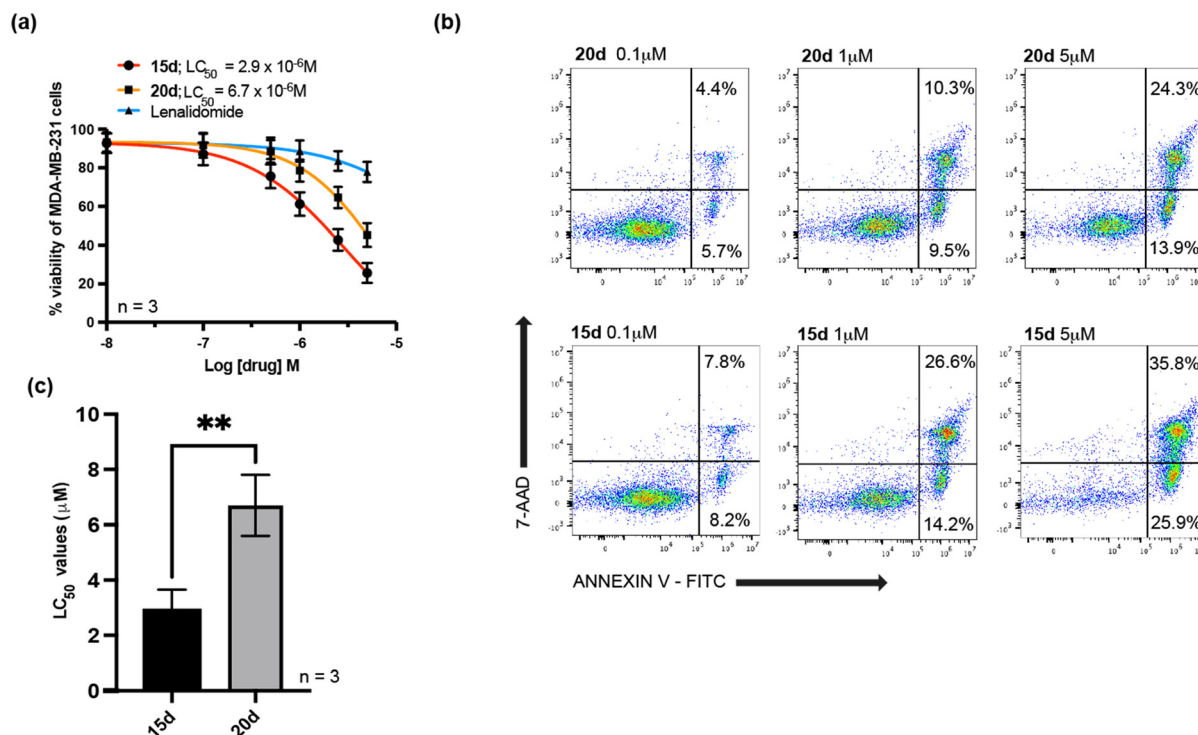 (a)
15d; LC50 = 2.9 x 10-6M
20d; LC50 = 6.7 x 10-6M
Lenalidomide
% viability of MDA-MB-231 cells
100
80
60
40
20
0
n = 3
-8 -7 -6 -5
Log [drug] M
(b)
20d 0.1μM
4.4%
5.7%
20d 1μM
10.3%
9.5%
20d 5μM
24.3%
13.9%
15d 0.1μM
7.8%
8.2%
15d 1μM
26.6%
14.2%
15d 5μM
35.8%
25.9%
7-AAD
ANNEXIN V - FITC
(c)
LC50 values (μM)
10
8
6
4
2
0
**
n = 3
15d 20d